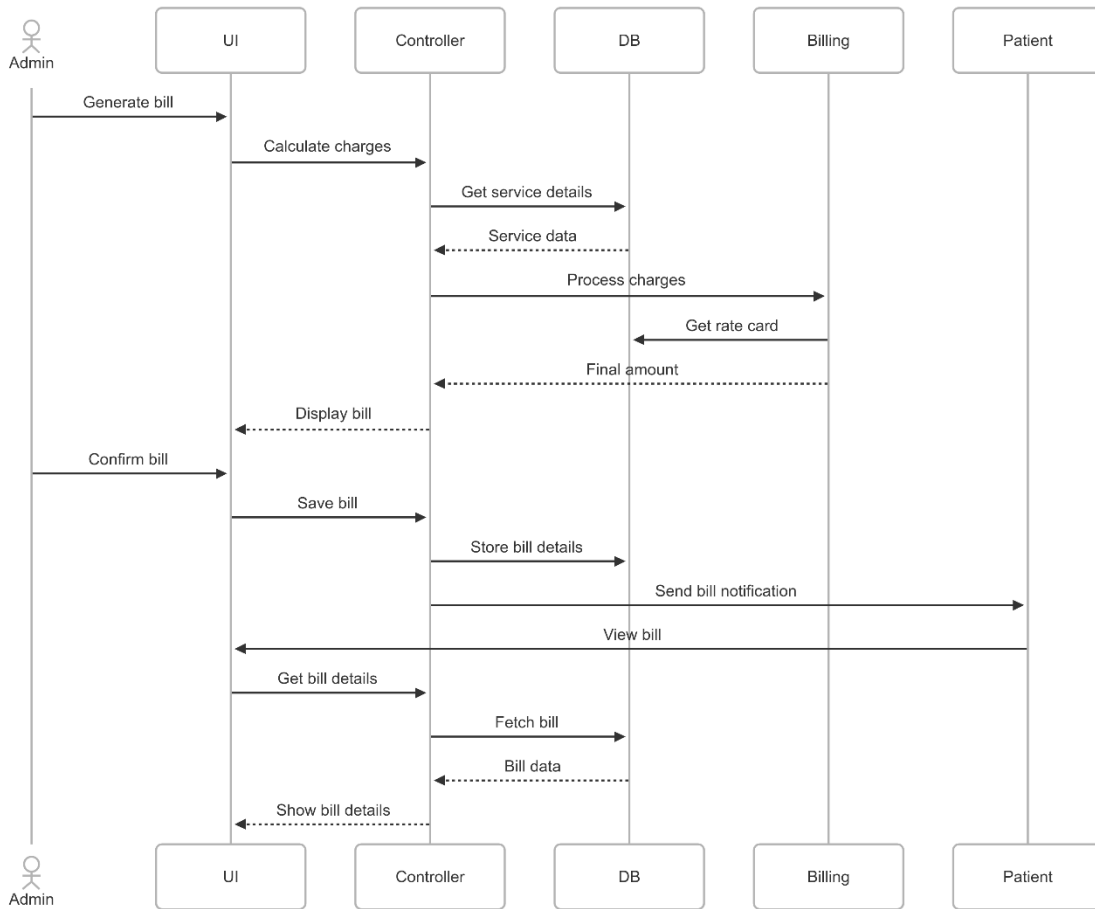 Admin
UI
Controller
DB
Billing
Patient
Generate bill
Calculate charges
Get service details
Service data
Process charges
Get rate card
Final amount
Display bill
Confirm bill
Save bill
Store bill details
Send bill notification
View bill
Get bill details
Fetch bill
Bill data
Show bill details
Admin
UI
Controller
DB
Billing
Patient